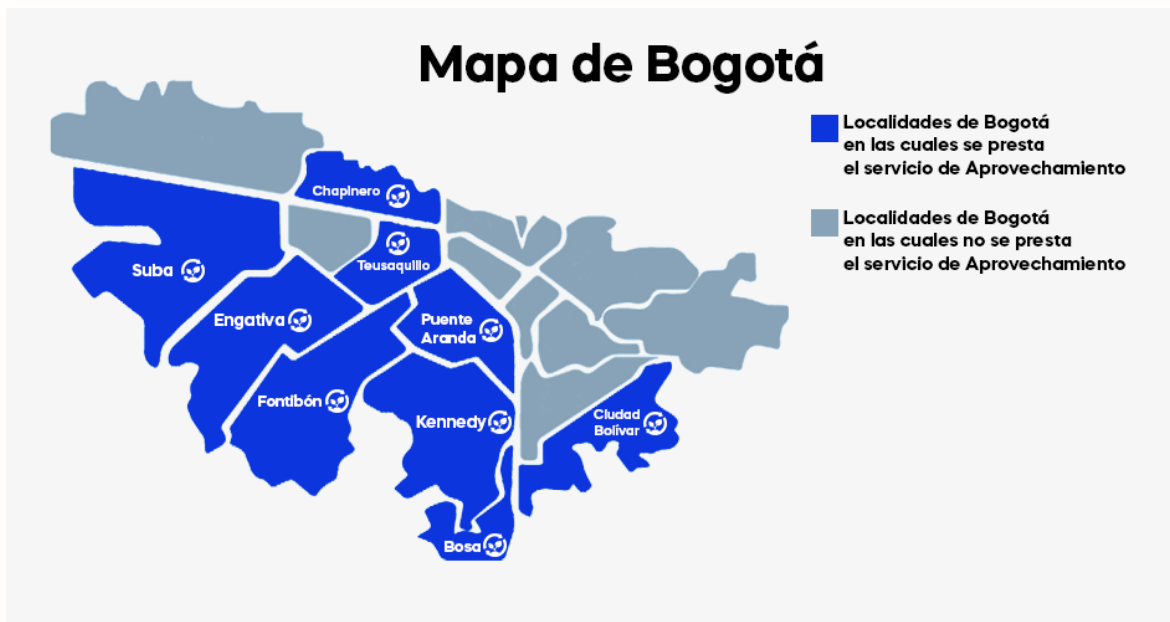 Mapa de Bogotá
Localidades de Bogotá
en las cuales se presta
el servicio de Aprovechamiento
Localidades de Bogotá
en las cuales no se presta
el servicio de Aprovechamiento
Chapinero
Teusaquillo
Suba
Engativa
Puente
Aranda
Fontibón
Kennedy
Ciudad
Bolívar
Bosa